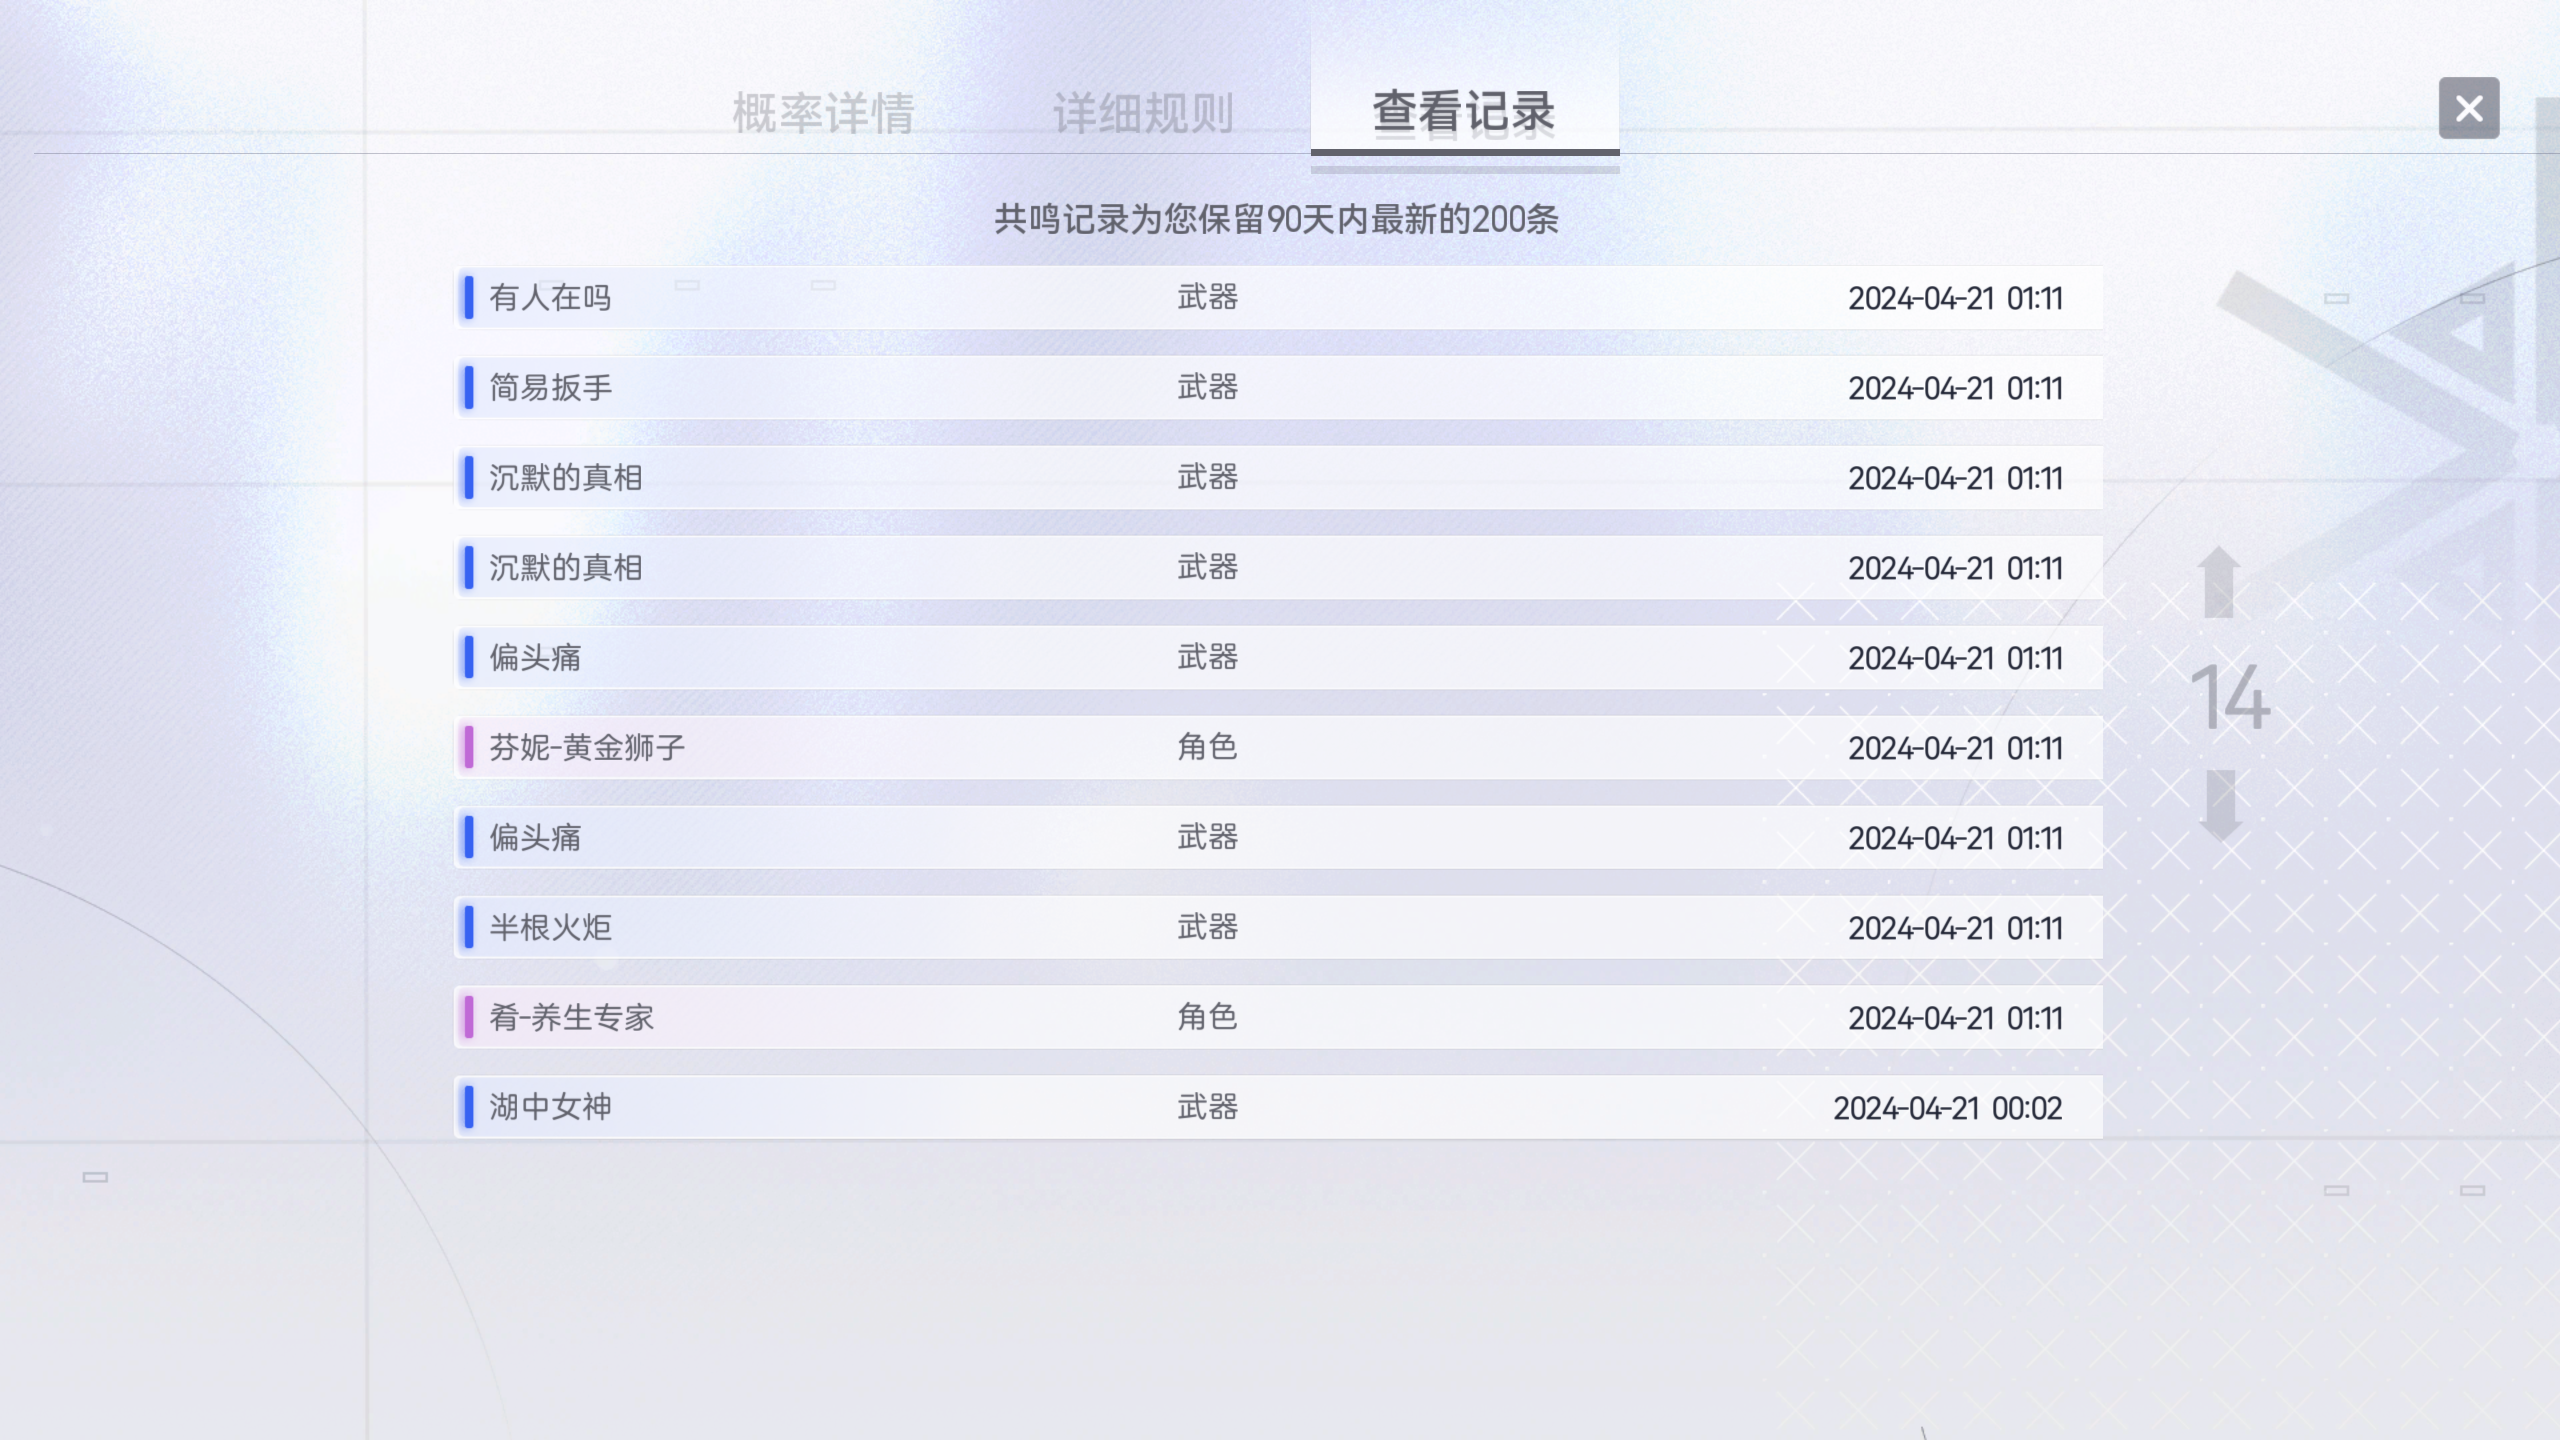 概率详情 详细规则 查看记录
共鸣记录为您保留90天内最新的200条
有人在吗 武器 2024-04-21 01:11
简易扳手 武器 2024-04-21 01:11
沉默的真相 武器 2024-04-21 01:11
沉默的真相 武器 2024-04-21 01:11
偏头痛 武器 2024-04-21 01:11
芬妮-黄金狮子 角色 2024-04-21 01:11
14
偏头痛 武器 2024-04-21 01:11
半根火炬 武器 2024-04-21 01:11
肴-养生专家 角色 2024-04-21 01:11
湖中女神 武器 2024-04-21 00:02